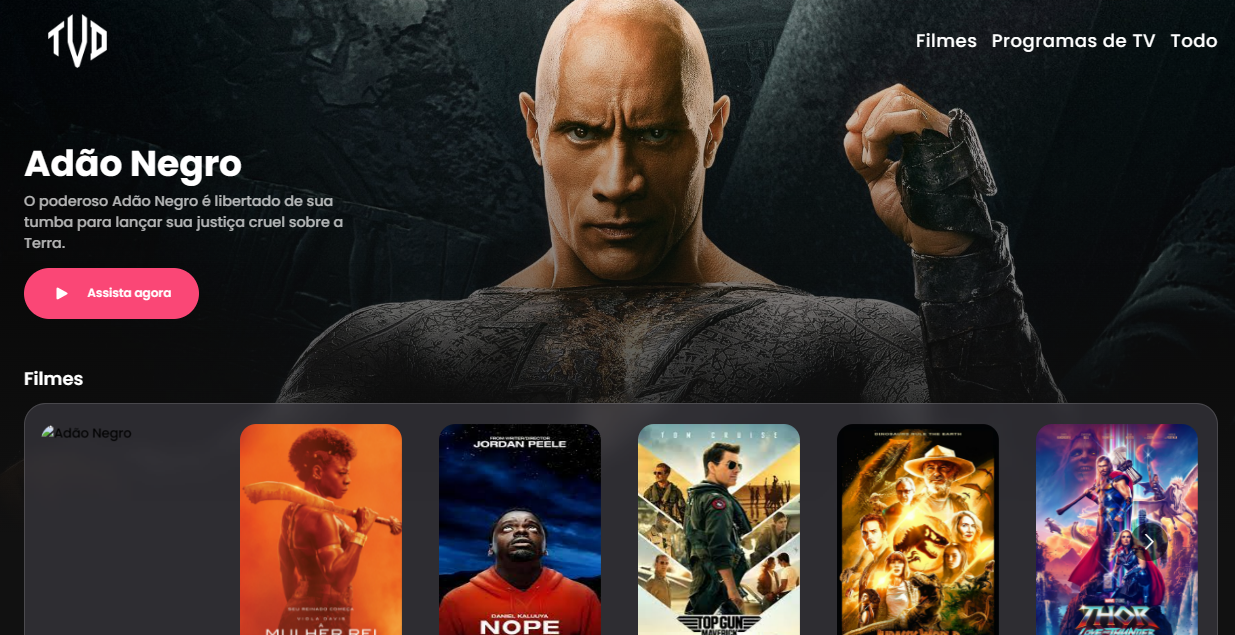 TVD
Filmes Programas de TV Todo
Adão Negro
O poderoso Adão Negro é libertado de sua
tumba para lançar sua justiça cruel sobre a
Terra.
Assista agora
Filmes
Adão Negro
SEU REINADO COMEÇA
VIOLA DAVIS
A
MULHER REI
FROM WRITER/DIRECTOR
JORDAN PEELE
DANIEL KALUUYA
NOPE
TOM CRUISE
TOP GUN
MAVERICK
JURASSIC WORLD
THOR
LOVE AND THUNDER